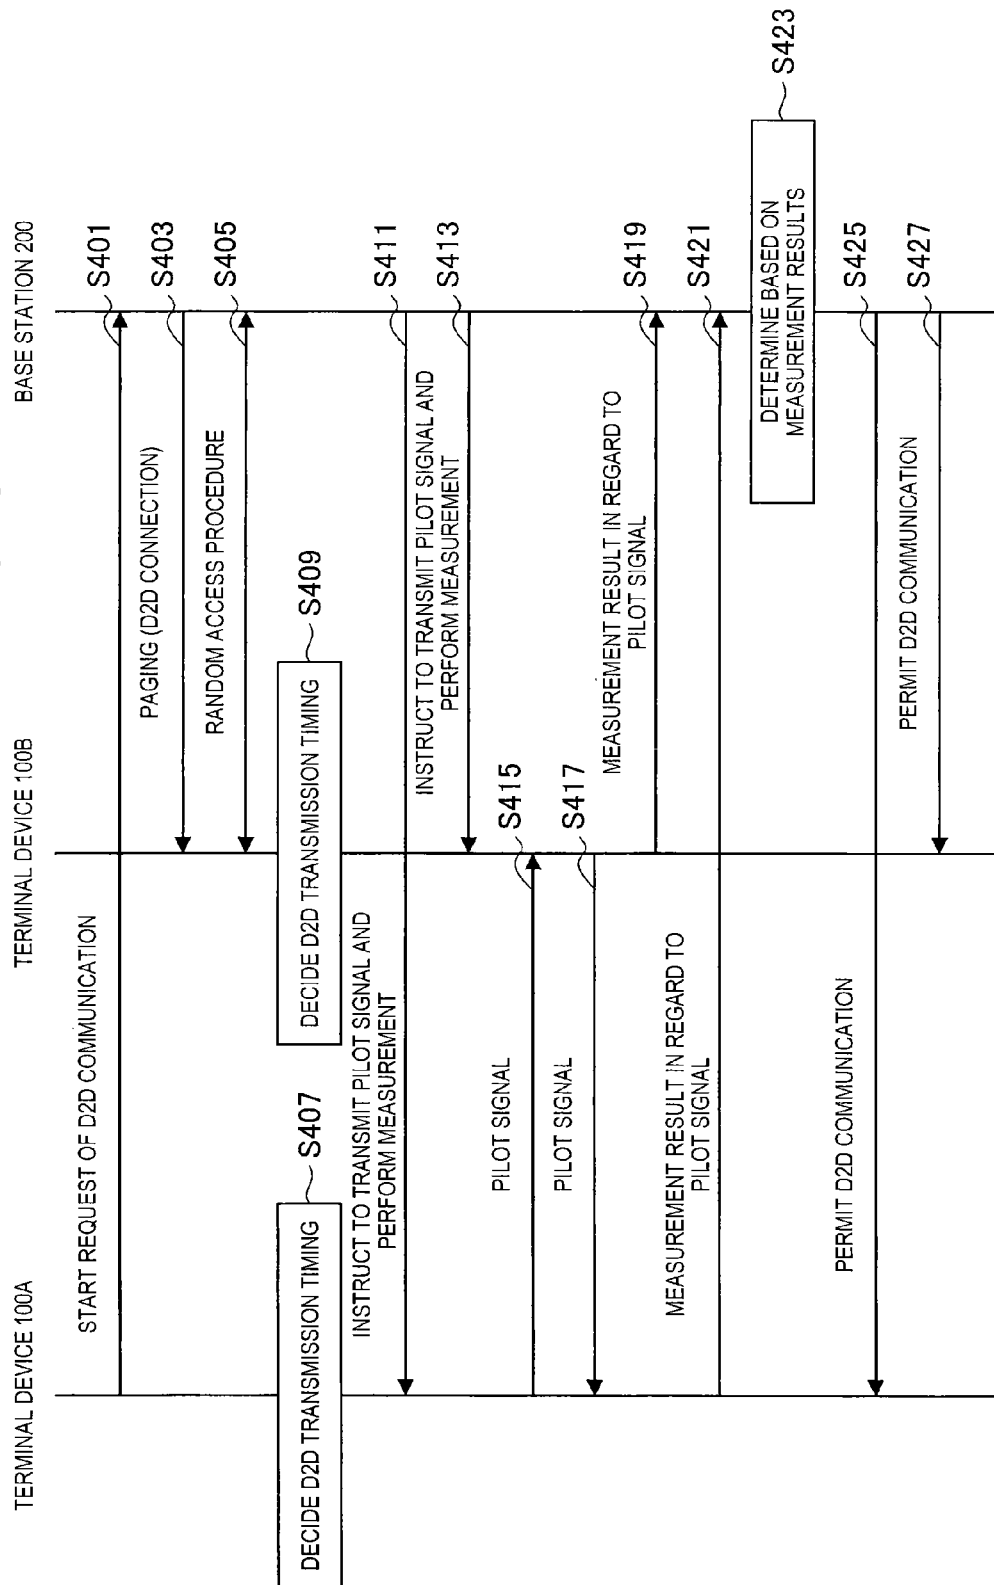 TERMINAL DEVICE 100A
TERMINAL DEVICE 100B
BASE STATION 200
START REQUEST OF D2D COMMUNICATION
S401
PAGING (D2D CONNECTION)
S403
RANDOM ACCESS PROCEDURE
S405
DECIDE D2D TRANSMISSION TIMING
S407
DECIDE D2D TRANSMISSION TIMING
S409
INSTRUCT TO TRANSMIT PILOT SIGNAL AND
PERFORM MEASUREMENT
S411
INSTRUCT TO TRANSMIT PILOT SIGNAL AND
PERFORM MEASUREMENT
S413
PILOT SIGNAL
S415
PILOT SIGNAL
S417
MEASUREMENT RESULT IN REGARD TO
PILOT SIGNAL
S419
MEASUREMENT RESULT IN REGARD TO
PILOT SIGNAL
S421
DETERMINE BASED ON
MEASUREMENT RESULTS
S423
PERMIT D2D COMMUNICATION
S425
PERMIT D2D COMMUNICATION
S427